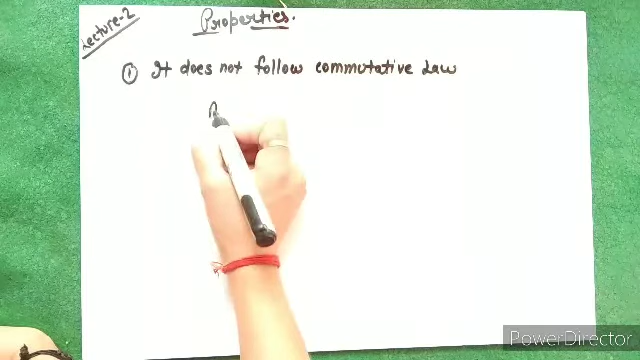 Lecture-2
Properties.
① It does not follow commutative Law
PowerDirector